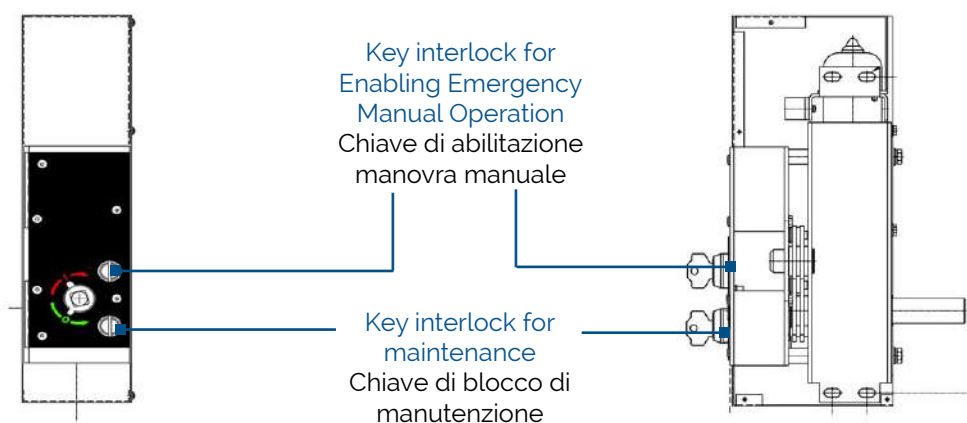 Key interlock for
Enabling Emergency
Manual Operation
Chiave di abilitazione
manovra manuale
Key interlock for
maintenance
Chiave di blocco di
manutenzione